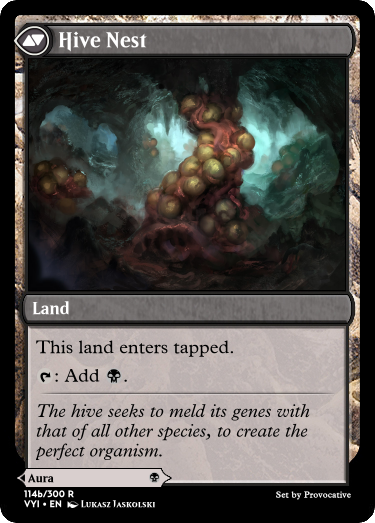 Hive Nest
Land
This land enters tapped.
: Add .
The hive seeks to meld its genes with
that of all other species, to create the
perfect organism.
Aura
114b/300 R
VYI • EN Lukasz Jaskolski
Set by Provocative